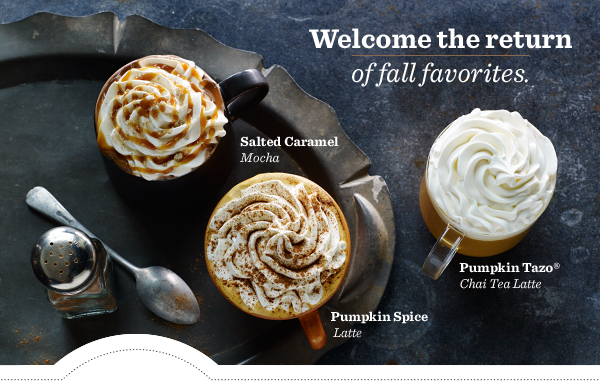 Welcome the return
of fall favorites.
Salted Caramel
Mocha
Pumpkin Tazo®
Chai Tea Latte
Pumpkin Spice
Latte